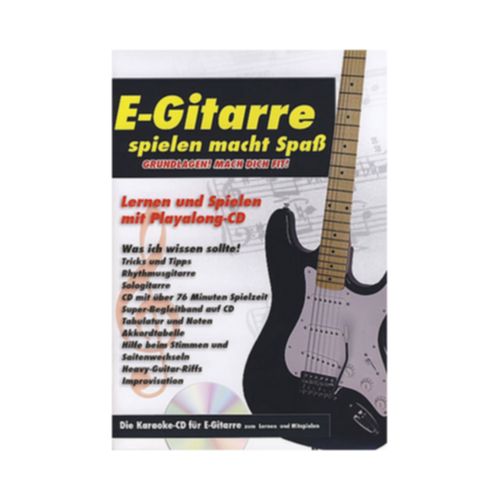 E-Gitarre
spielen macht Spaß
GRUNDLAGEN! MACH DICH FIT!
Lernen und Spielen
mit Playalong-CD
Was ich wissen sollte!
Tricks und Tipps
Rhythmusgitarre
Sologitarre
CD mit über 76 Minuten Spielzeit
Super-Begleitband auf CD
Tabulatur und Noten
Akkordtabelle
Hilfe beim Stimmen und
Saitenwechseln
Heavy-Guitar-Riffs
Improvisation
Die Karaoke-CD für E-Gitarre zum Lernen und Mitspielen